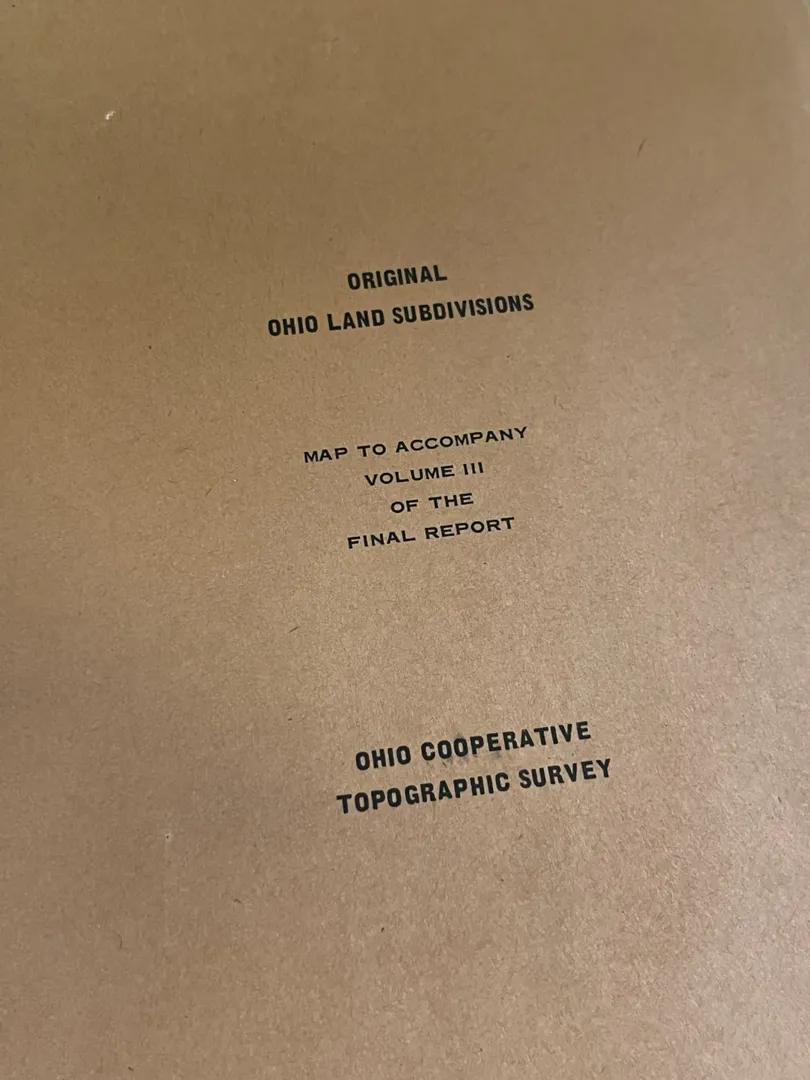 ORIGINAL
OHIO LAND SUBDIVISIONS
MAP TO ACCOMPANY
VOLUME III
OF THE
FINAL REPORT
OHIO COOPERATIVE
TOPOGRAPHIC SURVEY